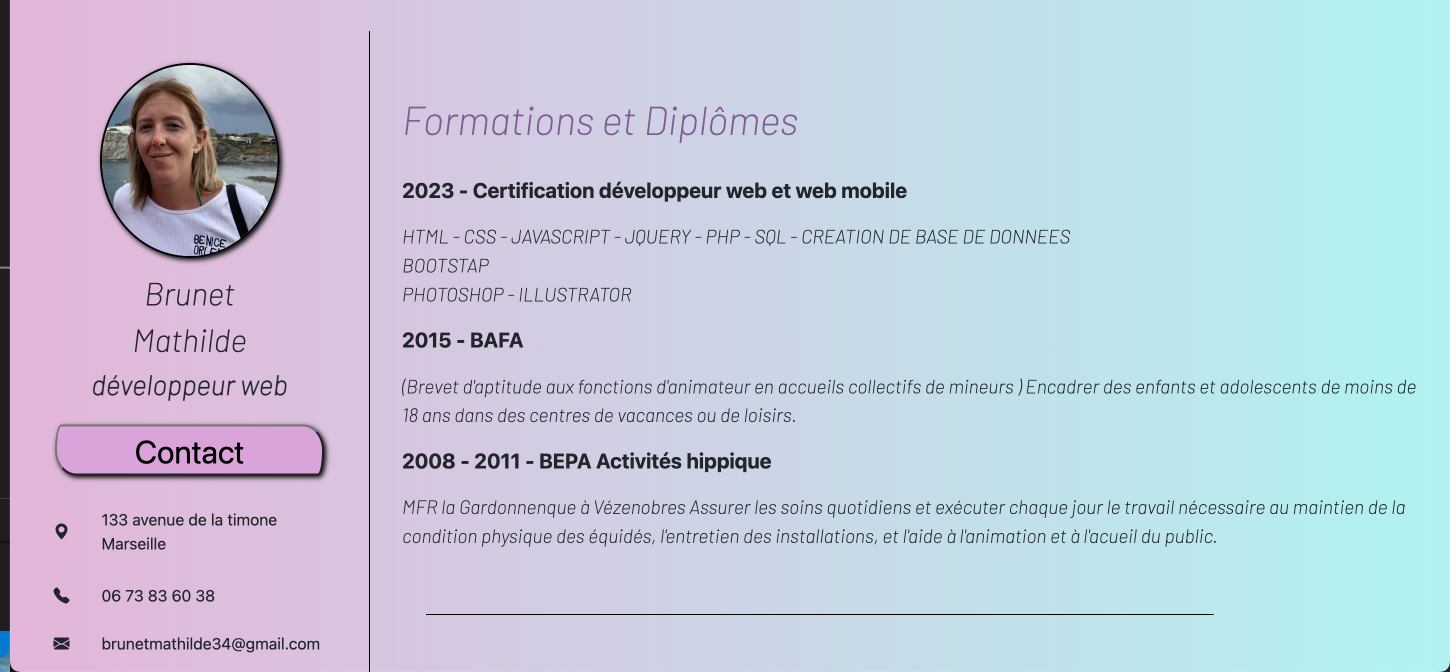 BENICE
Brunet
Mathilde
développeur web
Contact
133 avenue de la timone
Marseille
06 73 83 60 38
brunetmathilde34@gmail.com
Formations et Diplômes
2023 - Certification développeur web et web mobile
HTML - CSS - JAVASCRIPT - JQUERY - PHP - SQL - CREATION DE BASE DE DONNEES
BOOTSTAP
PHOTOSHOP - ILLUSTRATOR
2015 - BAFA
(Brevet d'aptitude aux fonctions d'animateur en accueils collectifs de mineurs ) Encadrer des enfants et adolescents de moins de
18 ans dans des centres de vacances ou de loisirs.
2008 - 2011 - BEPA Activités hippique
MFR la Gardonnenque à Vézenobres Assurer les soins quotidiens et exécuter chaque jour le travail nécessaire au maintien de la
condition physique des équidés, l'entretien des installations, et l'aide à l'animation et à l'acueil du public.